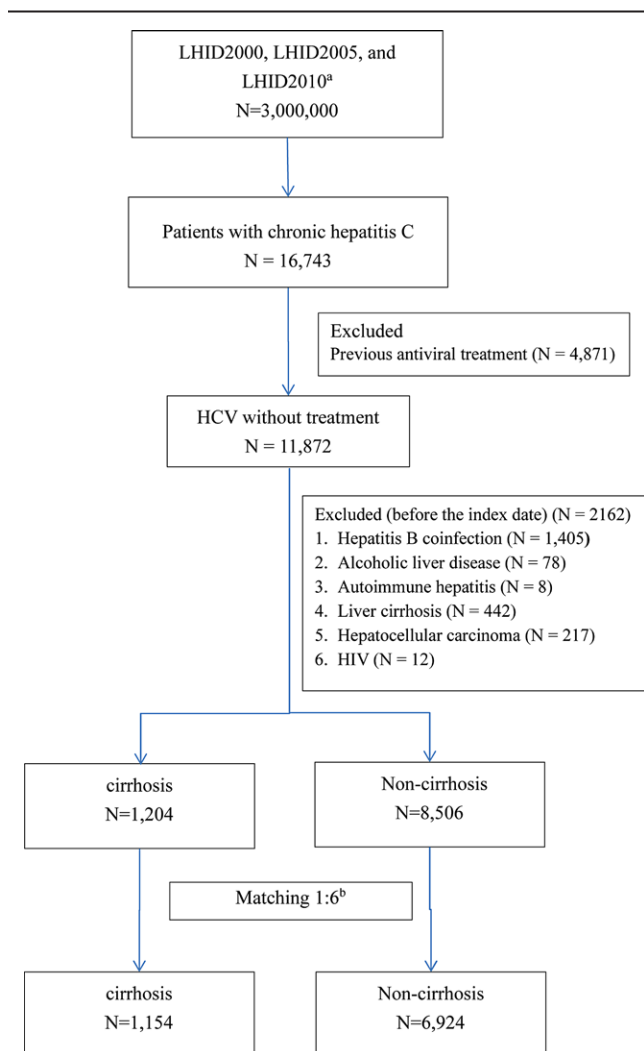 LHID2000, LHID2005, and
LHID2010ᵃ
N=3,000,000
Patients with chronic hepatitis C
N = 16,743
Excluded
Previous antiviral treatment (N = 4,871)
HCV without treatment
N = 11,872
Excluded (before the index date) (N = 2162)
1. Hepatitis B coinfection (N = 1,405)
2. Alcoholic liver disease (N = 78)
3. Autoimmune hepatitis (N = 8)
4. Liver cirrhosis (N = 442)
5. Hepatocellular carcinoma (N = 217)
6. HIV (N = 12)
cirrhosis
N=1,204
Non-cirrhosis
N=8,506
Matching 1:6ᵇ
cirrhosis
N=1,154
Non-cirrhosis
N=6,924